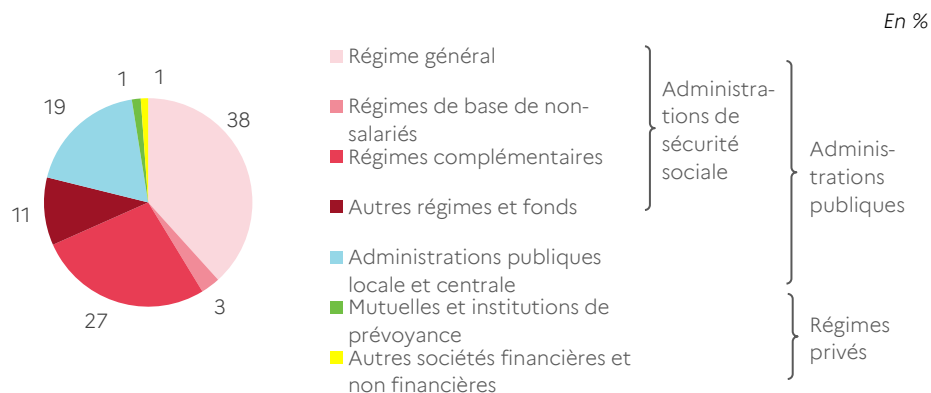 En %
1
1
19
38
11
27
3
Régime général
Régimes de base de non-
salariés
Régimes complémentaires
Autres régimes et fonds
Administrations publiques
locale et centrale
Mutuelles et institutions de
prévoyance
Autres sociétés financières et
non financières
Administra-
tions de
sécurité
sociale
Adminis-
trations
publiques
Régimes
privés